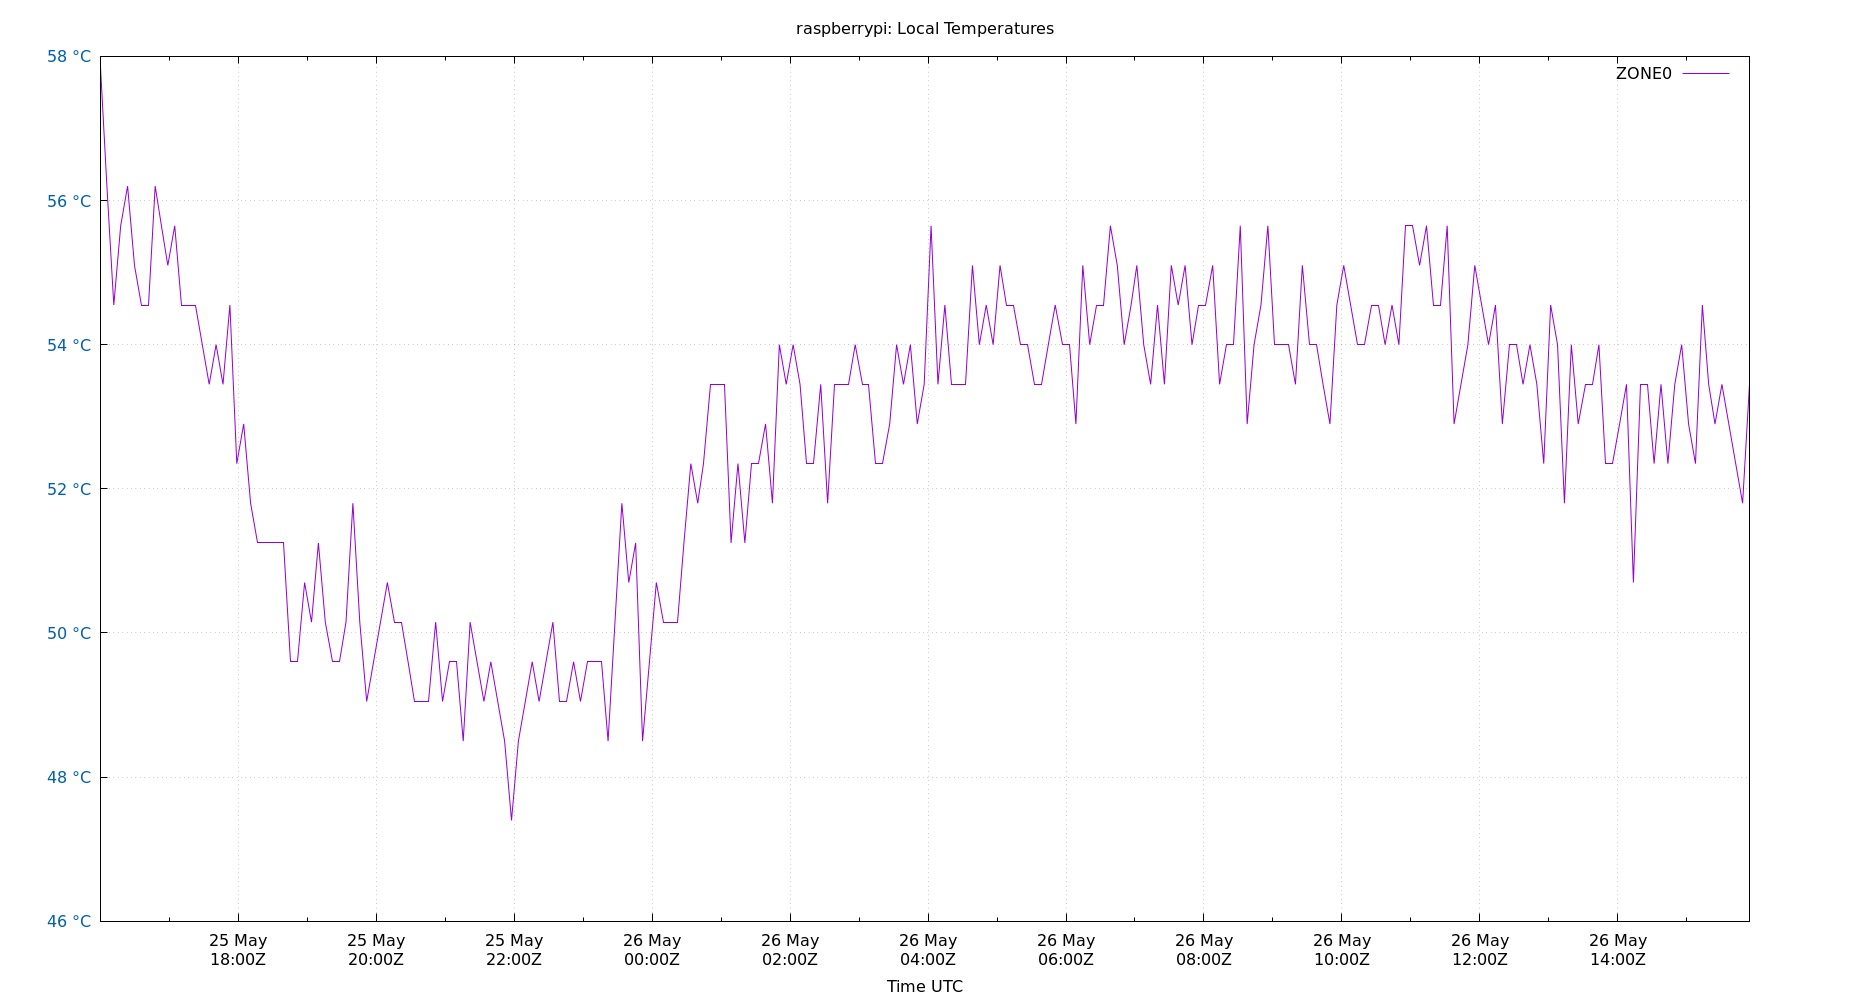 raspberrypi: Local Temperatures
58 °C
ZONE0
56 °C
54 °C
52 °C
50 °C
48 °C
46 °C
25 May 25 May 25 May 26 May 26 May 26 May 26 May 26 May 26 May 26 May 26 May
18:00Z 20:00Z 22:00Z 00:00Z 02:00Z 04:00Z 06:00Z 08:00Z 10:00Z 12:00Z 14:00Z
Time UTC